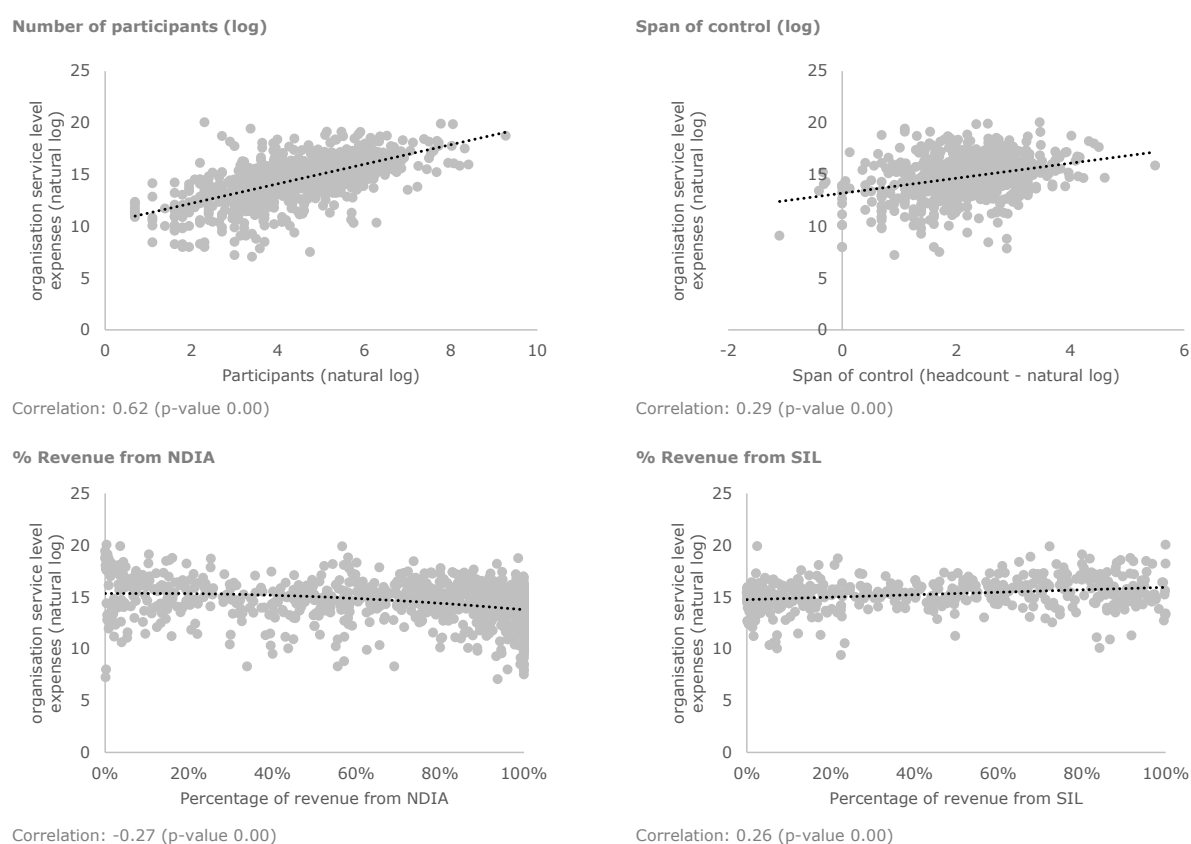 Number of participants (log)
25
20
15
10
5
0
organisation service level
expenses (natural log)
0 2 4 6 8 10
Participants (natural log)
Correlation: 0.62 (p-value 0.00)
Span of control (log)
25
20
15
10
5
0
organisation service level
expenses (natural log)
-2 0 2 4 6
Span of control (headcount - natural log)
Correlation: 0.29 (p-value 0.00)
% Revenue from NDIA
25
20
15
10
5
0
organisation service level
expenses (natural log)
0% 20% 40% 60% 80% 100%
Percentage of revenue from NDIA
Correlation: -0.27 (p-value 0.00)
% Revenue from SIL
25
20
15
10
5
0
organisation service level
expenses (natural log)
0% 20% 40% 60% 80% 100%
Percentage of revenue from SIL
Correlation: 0.26 (p-value 0.00)